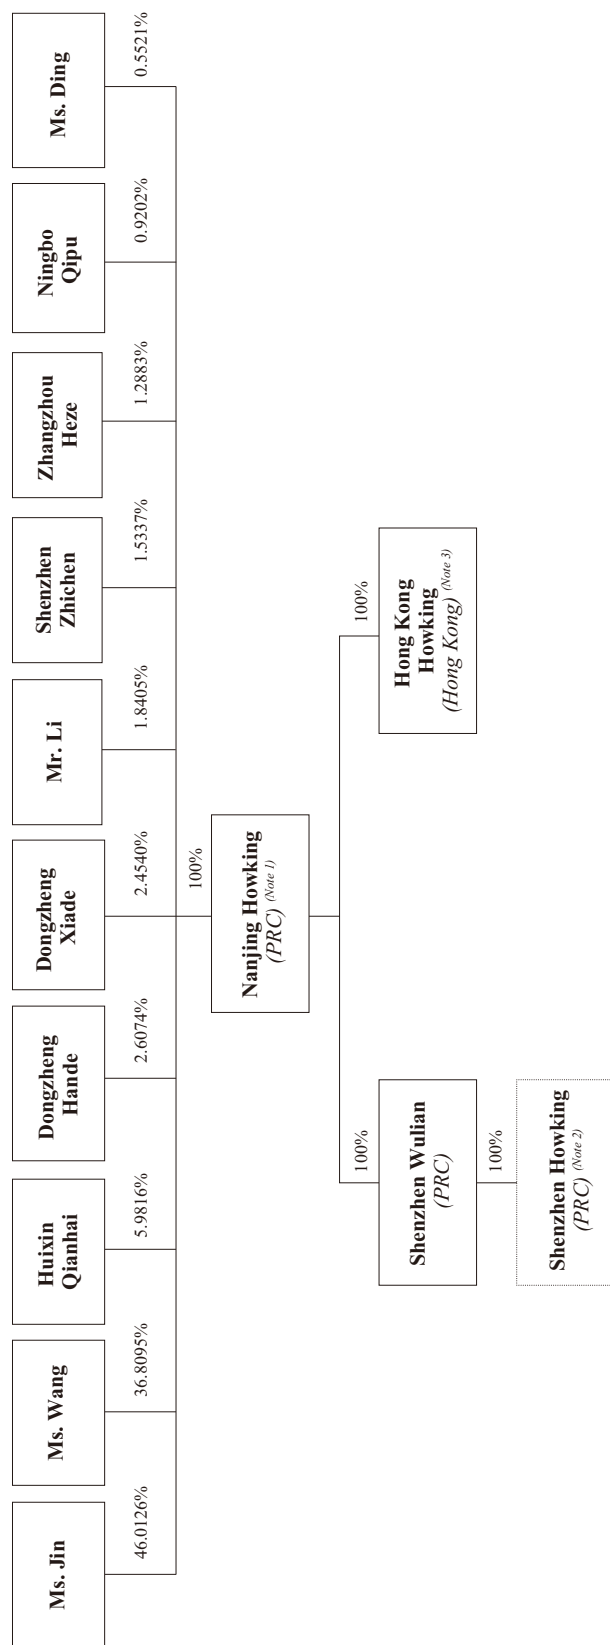 Ms. Jin
Ms. Wang
Huixin
Qianhai
Dongzheng
Hande
Dongzheng
Xiade
Mr. Li
Shenzhen
Zhichen
Zhangzhou
Heze
Ningbo
Qipu
Ms. Ding
46.0126%
36.8095%
5.9816%
2.6074%
2.4540%
1.8405%
1.5337%
1.2883%
0.9202%
0.5521%
100%
Nanjing Howking
(PRC) (Note 1)
100%
100%
Shenzhen Wulian
(PRC)
Hong Kong
Howking
(Hong Kong) (Note 3)
100%
Shenzhen Howking
(PRC) (Note 2)